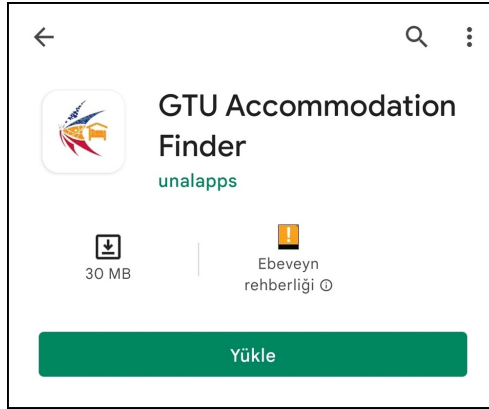 GTU Accommodation
Finder
unalapps
30 MB
Ebeveyn
rehberliği
Yükle